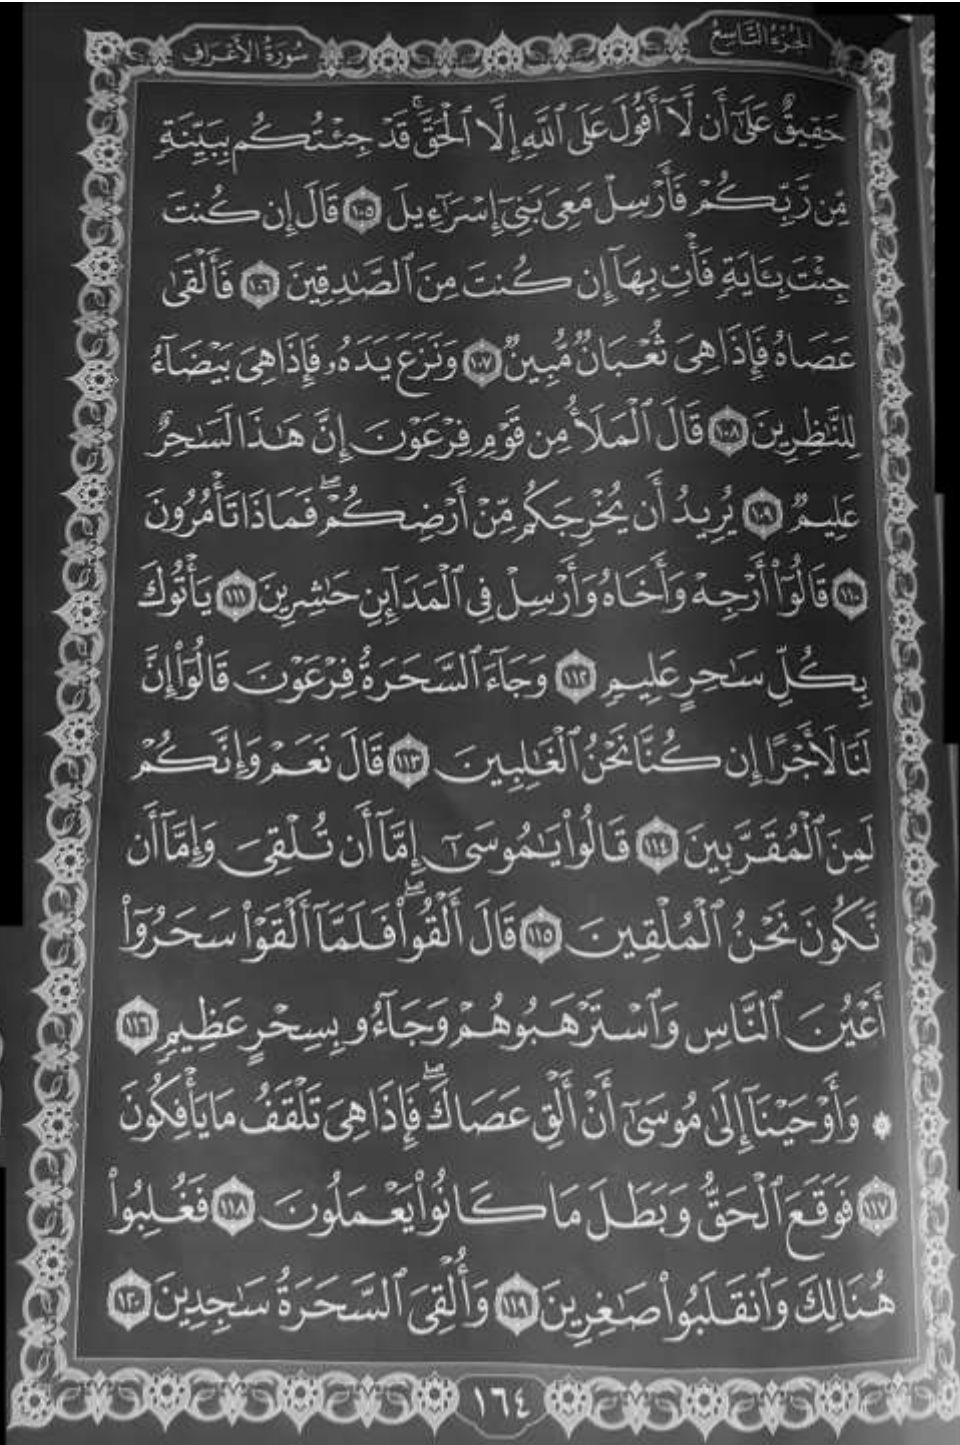 الجزء التاسع
سورة الأعراف
حَقِيقٌ عَلَىٰٓ أَن لَّآ أَقُولَ عَلَى ٱللَّهِ إِلَّا ٱلْحَقَّۚ قَدْ جِئْتُكُم بِبَيِّنَةٍ
مِّن رَّبِّكُمْ فَأَرْسِلْ مَعِىَ بَنِىٓ إِسْرَٰٓءِيلَ ١٠٥ قَالَ إِن كُنتَ
جِئْتَ بِـَٔايَةٍ فَأْتِ بِهَآ إِن كُنتَ مِنَ ٱلصَّٰدِقِينَ ١٠٦ فَأَلْقَىٰ
عَصَاهُ فَإِذَا هِىَ ثُعْبَانٌ مُّبِينٌ ١٠٧ وَنَزَعَ يَدَهُۥ فَإِذَا هِىَ بَيْضَآءُ
لِلنَّٰظِرِينَ ١٠٨ قَالَ ٱلْمَلَأُ مِن قَوْمِ فِرْعَوْنَ إِنَّ هَٰذَا لَسَٰحِرٌ
عَلِيمٌ ١٠٩ يُرِيدُ أَن يُخْرِجَكُم مِّنْ أَرْضِكُمْۖ فَمَاذَا تَأْمُرُونَ
١١٠ قَالُوٓا۟ أَرْجِهْ وَأَخَاهُ وَأَرْسِلْ فِى ٱلْمَدَآئِنِ حَٰشِرِينَ ١١١ يَأْتُوكَ
بِكُلِّ سَٰحِرٍ عَلِيمٍ ١١٢ وَجَآءَ ٱلسَّحَرَةُ فِرْعَوْنَ قَالُوٓا۟ إِنَّ
لَنَا لَأَجْرًا إِن كُنَّا نَحْنُ ٱلْغَٰلِبِينَ ١١٣ قَالَ نَعَمْ وَإِنَّكُمْ
لَمِنَ ٱلْمُقَرَّبِينَ ١١٤ قَالُوا۟ يَٰمُوسَىٰٓ إِمَّآ أَن تُلْقِىَ وَإِمَّآ أَن
نَّكُونَ نَحْنُ ٱلْمُلْقِينَ ١١٥ قَالَ أَلْقُوا۟ۖ فَلَمَّآ أَلْقَوْا۟ سَحَرُوٓا۟
أَعْيُنَ ٱلنَّاسِ وَٱسْتَرْهَبُوهُمْ وَجَآءُو بِسِحْرٍ عَظِيمٍ ١١٦
۞ وَأَوْحَيْنَآ إِلَىٰ مُوسَىٰٓ أَنْ أَلْقِ عَصَاكَۖ فَإِذَا هِىَ تَلْقَفُ مَا يَأْفِكُونَ
١١٧ فَوَقَعَ ٱلْحَقُّ وَبَطَلَ مَا كَانُوا۟ يَعْمَلُونَ ١١٨ فَغُلِبُوا۟
هُنَالِكَ وَٱنقَلَبُوا۟ صَٰغِرِينَ ١١٩ وَأُلْقِىَ ٱلسَّحَرَةُ سَٰجِدِينَ ١٢٠
١٦٤